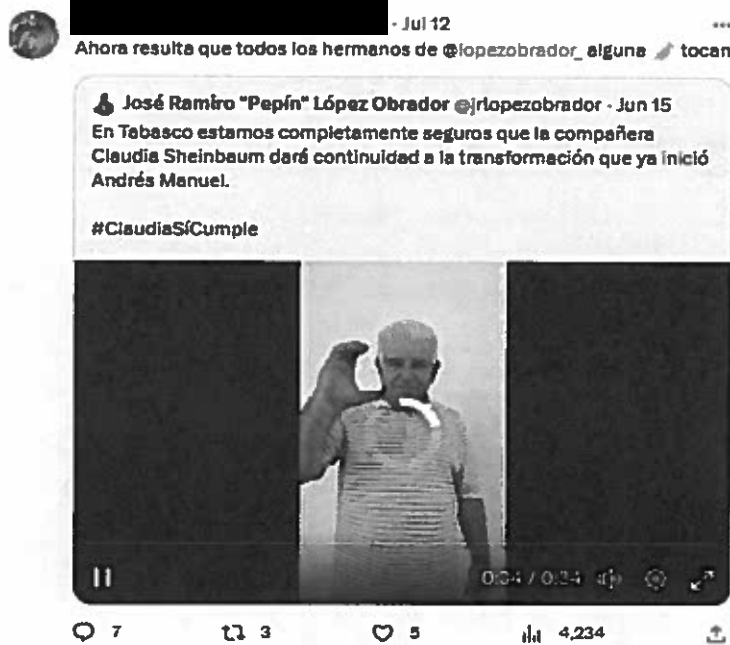 · Jul 12
Ahora resulta que todos los hermanos de @lopezobrador_ alguna 🎺 tocan
José Ramiro "Pepín" López Obrador @jrlopezobrador · Jun 15
En Tabasco estamos completamente seguros que la compañera
Claudia Sheinbaum dará continuidad a la transformación que ya inició
Andrés Manuel.
#ClaudiaSíCumple
0:04 / 0:34
7 3 5 4,234